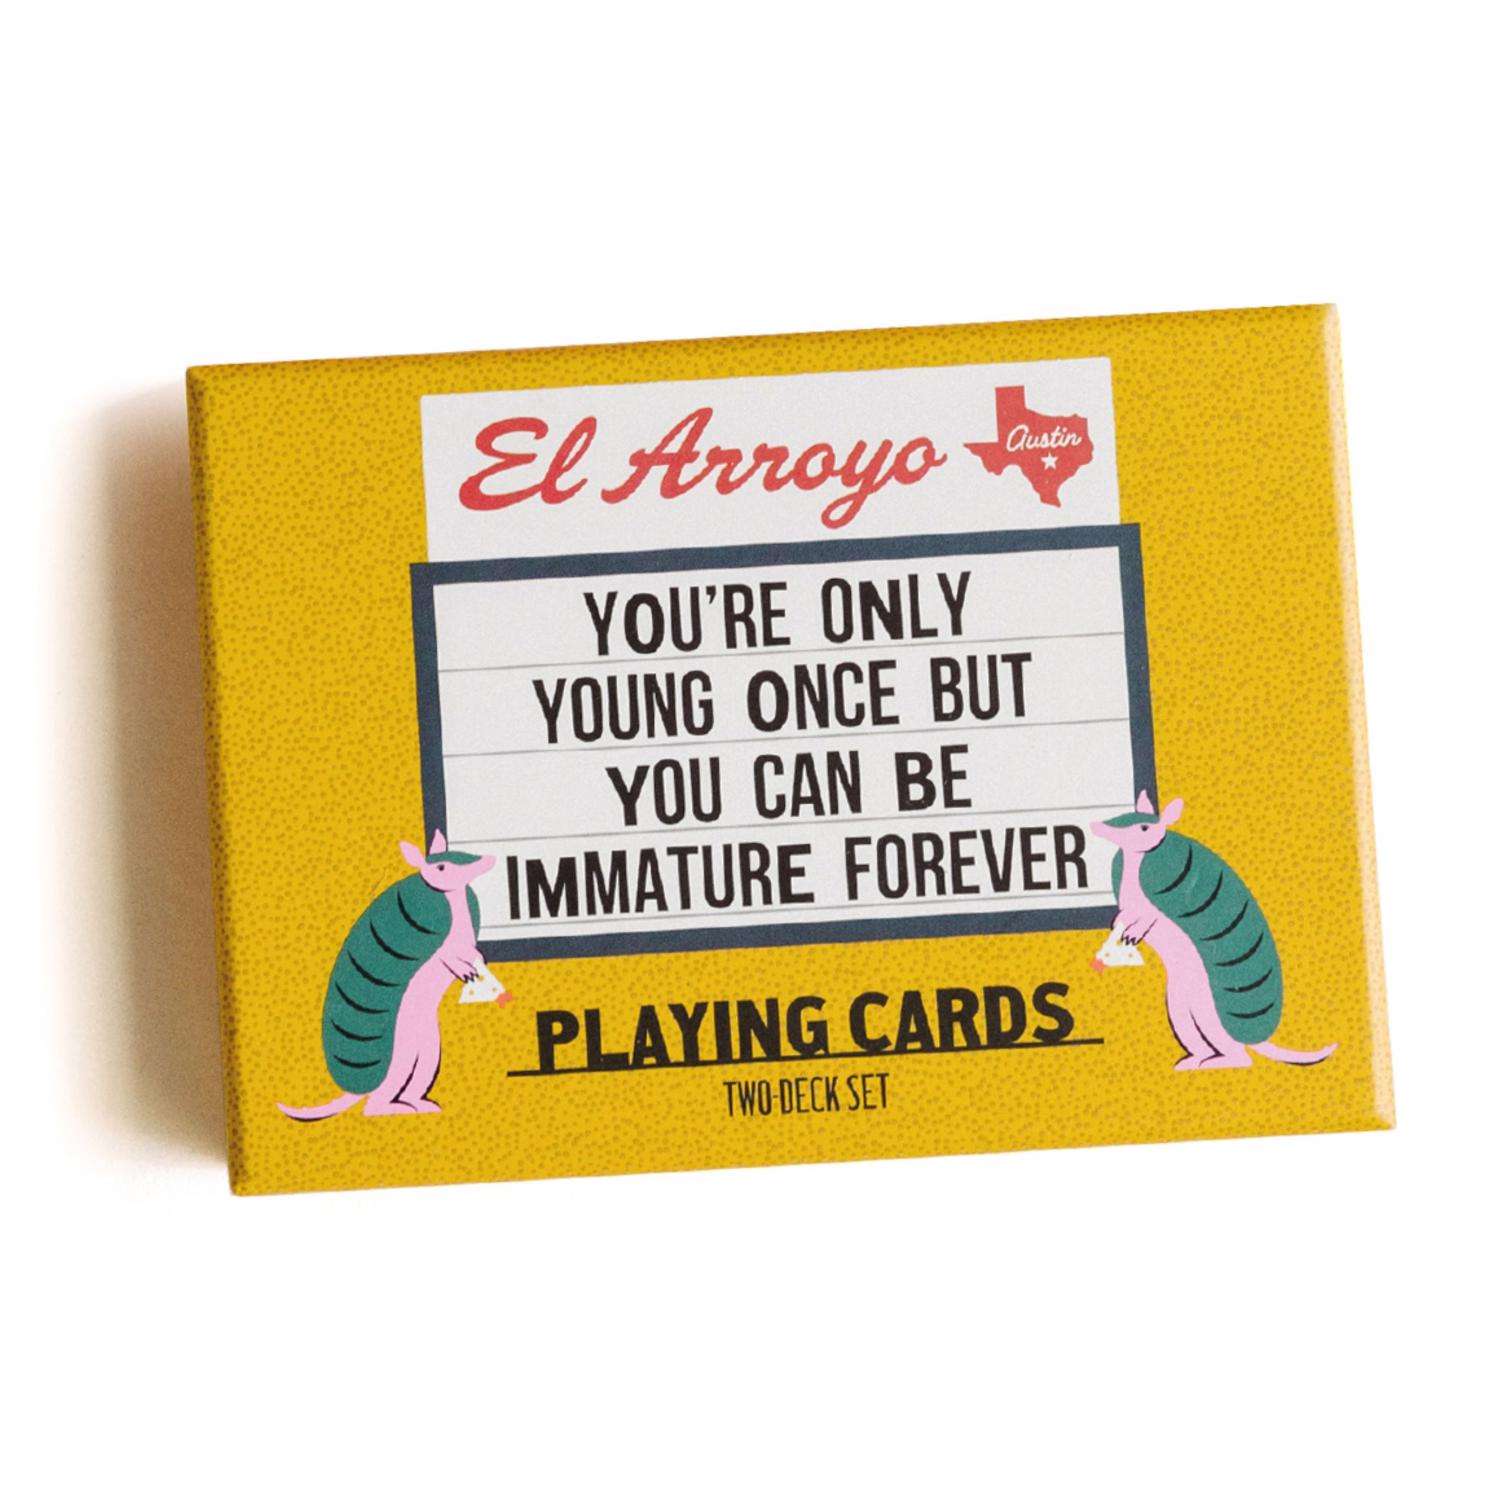 El Arroyo
Austin
YOU'RE ONLY
YOUNG ONCE BUT
YOU CAN BE
IMMATURE FOREVER
PLAYING CARDS
TWO-DECK SET